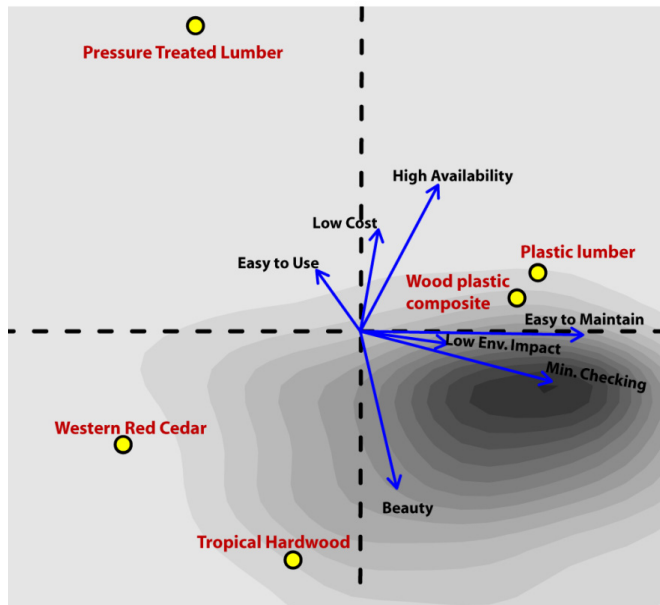 Pressure Treated Lumber
High Availability
Low Cost
Easy to Use
Plastic lumber
Wood plastic
composite
Easy to Maintain
Low Env. Impact
Min. Checking
Western Red Cedar
Beauty
Tropical Hardwood